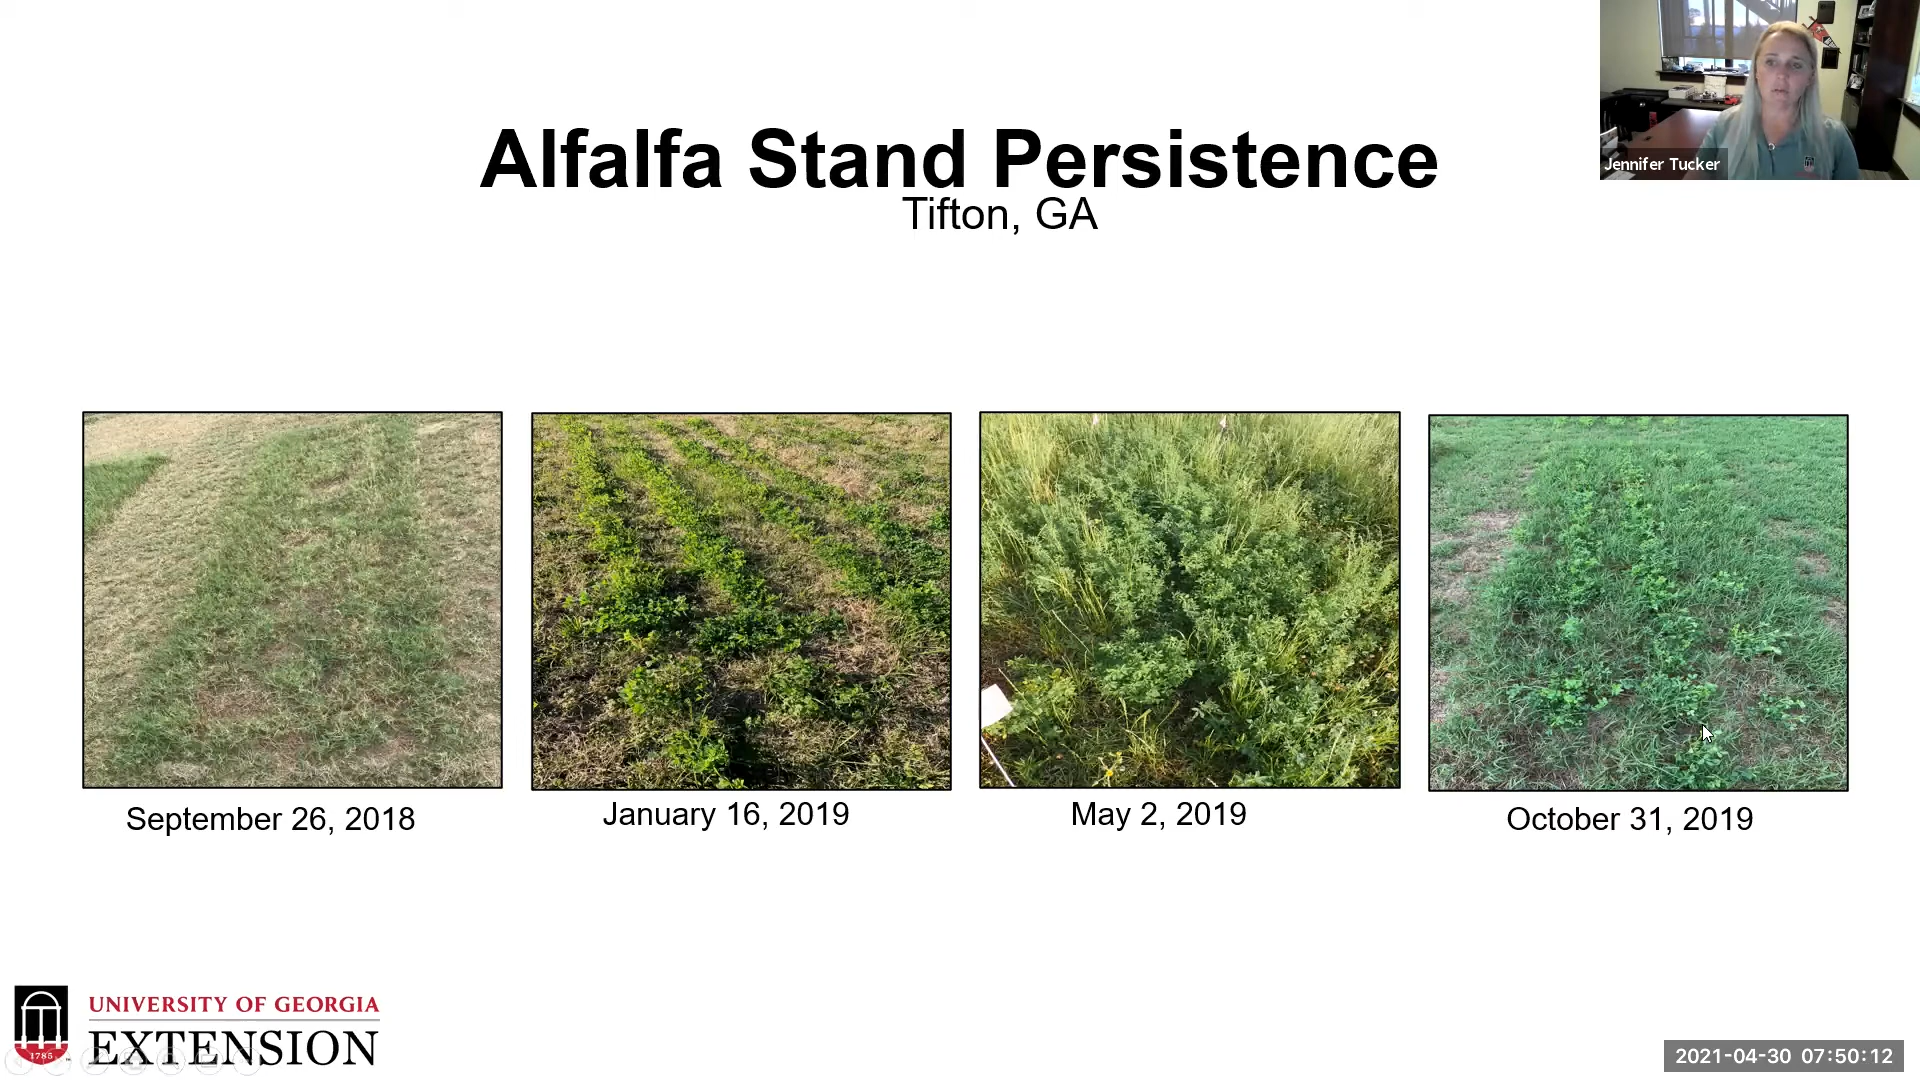 Alfalfa Stand Persistence
Tifton, GA
Jennifer Tucker
September 26, 2018
January 16, 2019
May 2, 2019
October 31, 2019
1785
UNIVERSITY OF GEORGIA
EXTENSION
2021-04-30 07:50:12